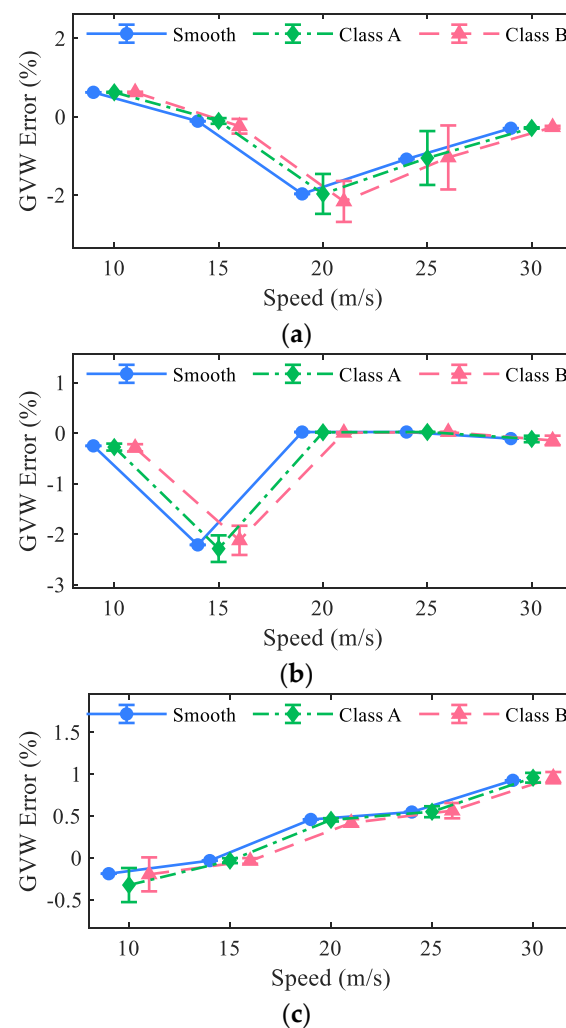 Smooth Class A Class B
2
0
-2
GVW Error (%)
10 15 20 25 30
Speed (m/s)
(a)
Smooth Class A Class B
1
0
-1
-2
-3
GVW Error (%)
10 15 20 25 30
Speed (m/s)
(b)
Smooth Class A Class B
1.5
1
0.5
0
-0.5
GVW Error (%)
10 15 20 25 30
Speed (m/s)
(c)